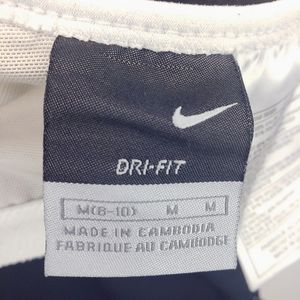 DRI-FIT
M(8-10) M M
MADE IN CAMBODIA
FABRIQUE AU CAMBODGE